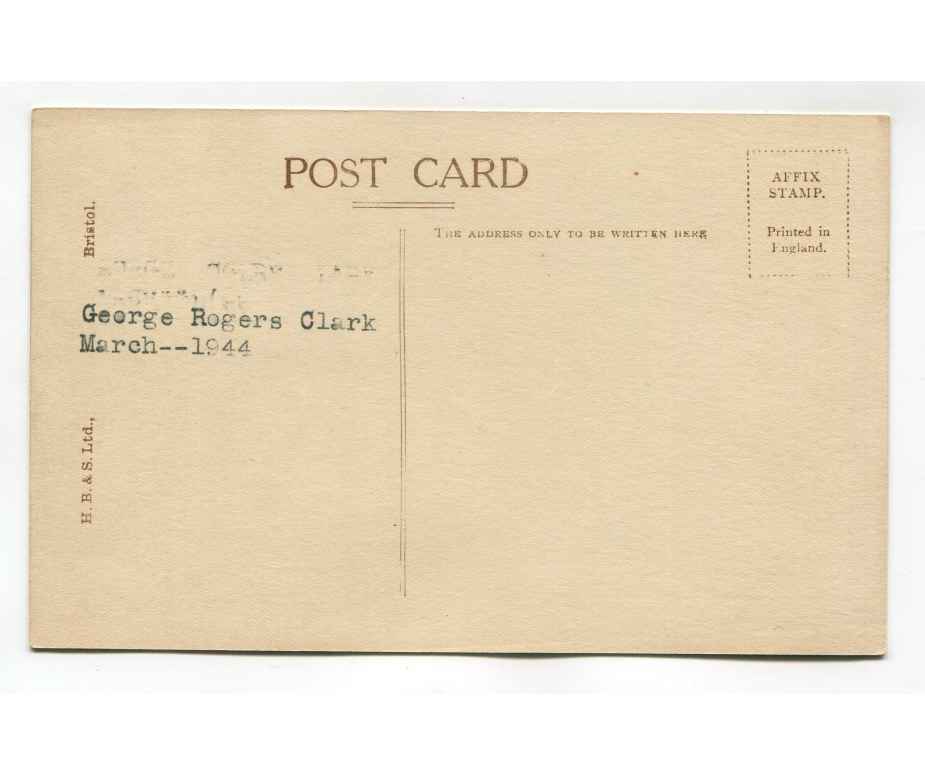 POST CARD
AFFIX
STAMP.
Printed in
England.
THE ADDRESS ONLY TO BE WRITTEN HERE
George Rogers Clark
March--1944
H. B. & S. Ltd., Bristol.